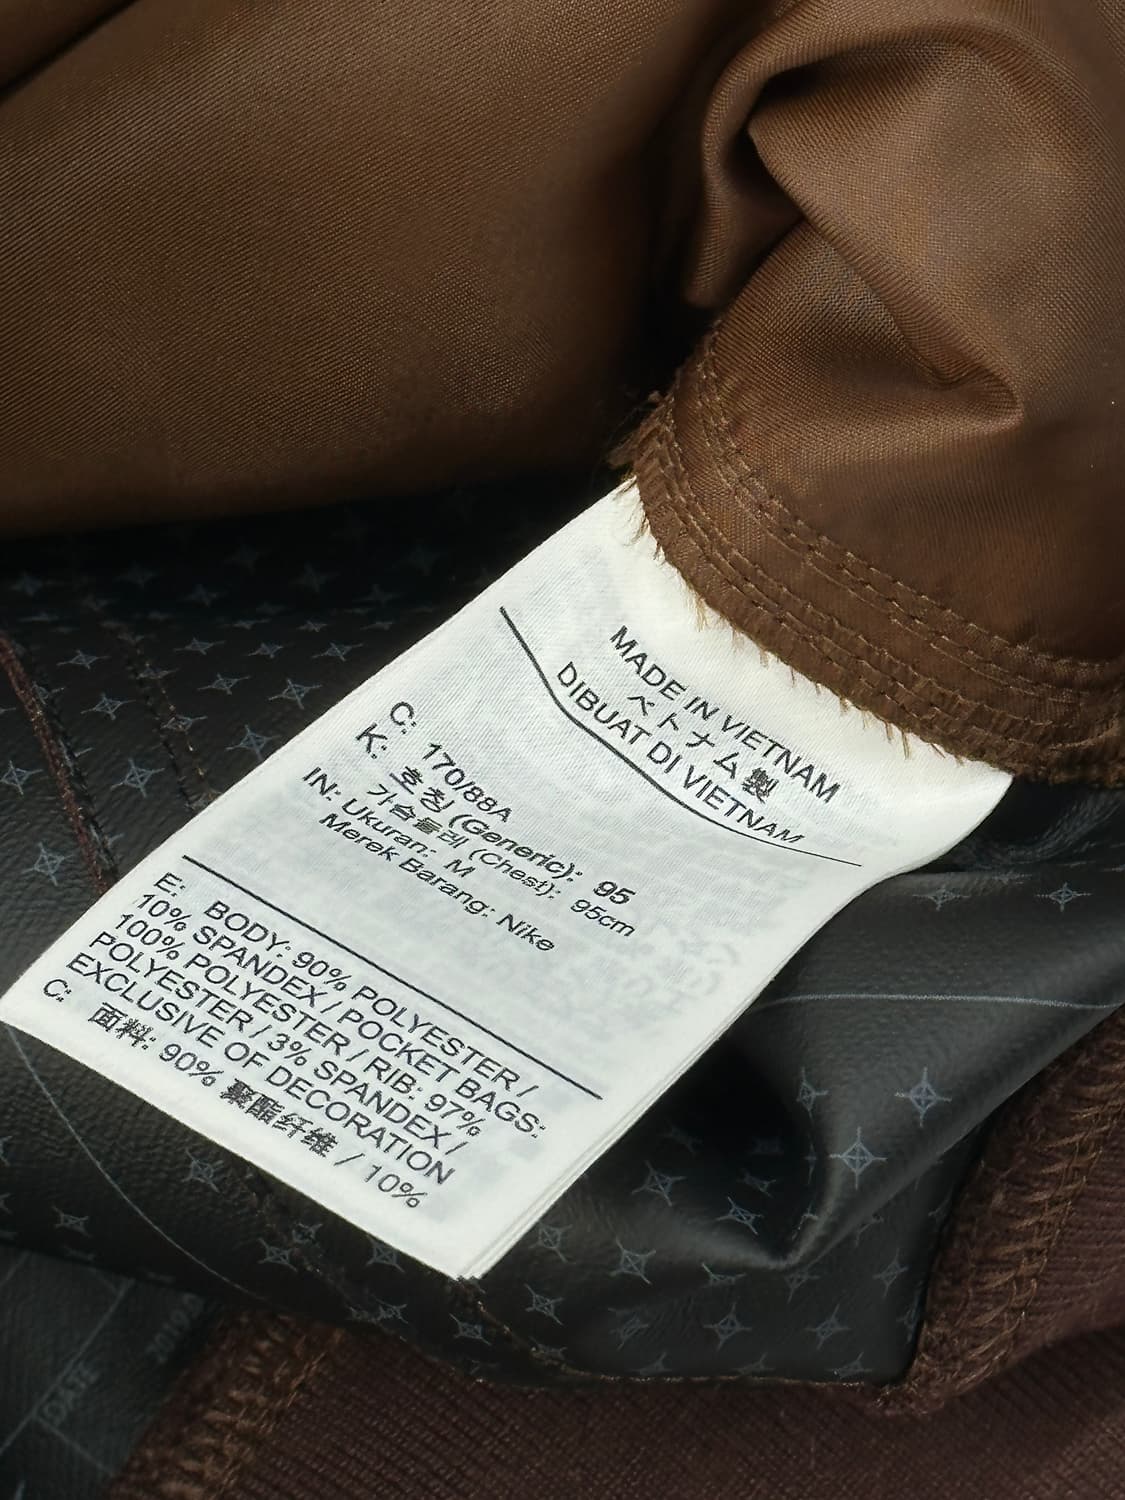 MADE IN VIETNAM
ベトナム製
DIBUAT DI VIETNAM
C: 170/88A
K: 호칭 (Generic): 95
가슴둘레 (Chest): 95cm
IN: Ukuran: M
Merek Barang: Nike
E: BODY: 90% POLYESTER /
10% SPANDEX / POCKET BAGS:
100% POLYESTER / RIB: 97%
POLYESTER / 3% SPANDEX /
EXCLUSIVE OF DECORATION
C: 面料: 90% 聚酯纤维 / 10%
DATE